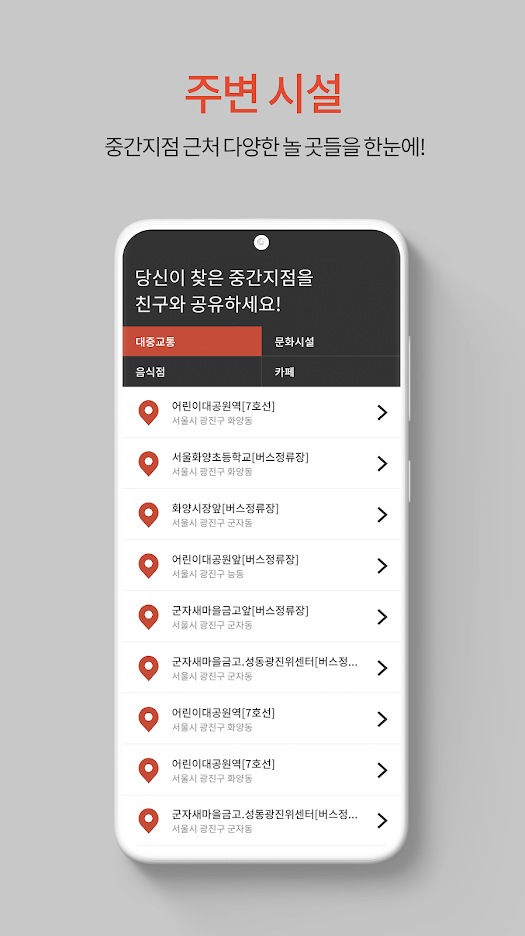 주변 시설
중간지점 근처 다양한 놀 곳들을 한눈에!
당신이 찾은 중간지점을
친구와 공유하세요!
대중교통
문화시설
음식점
카페
어린이대공원역[7호선]
서울시 광진구 화양동
서울화양초등학교[버스정류장]
서울시 광진구 화양동
화양시장앞[버스정류장]
서울시 광진구 군자동
어린이대공원앞[버스정류장]
서울시 광진구 능동
군자새마을금고앞[버스정류장]
서울시 광진구 군자동
군자새마을금고.성동광진위센터[버스정...
서울시 광진구 군자동
어린이대공원역[7호선]
서울시 광진구 화양동
어린이대공원역[7호선]
서울시 광진구 화양동
군자새마을금고.성동광진위센터[버스정...
서울시 광진구 군자동